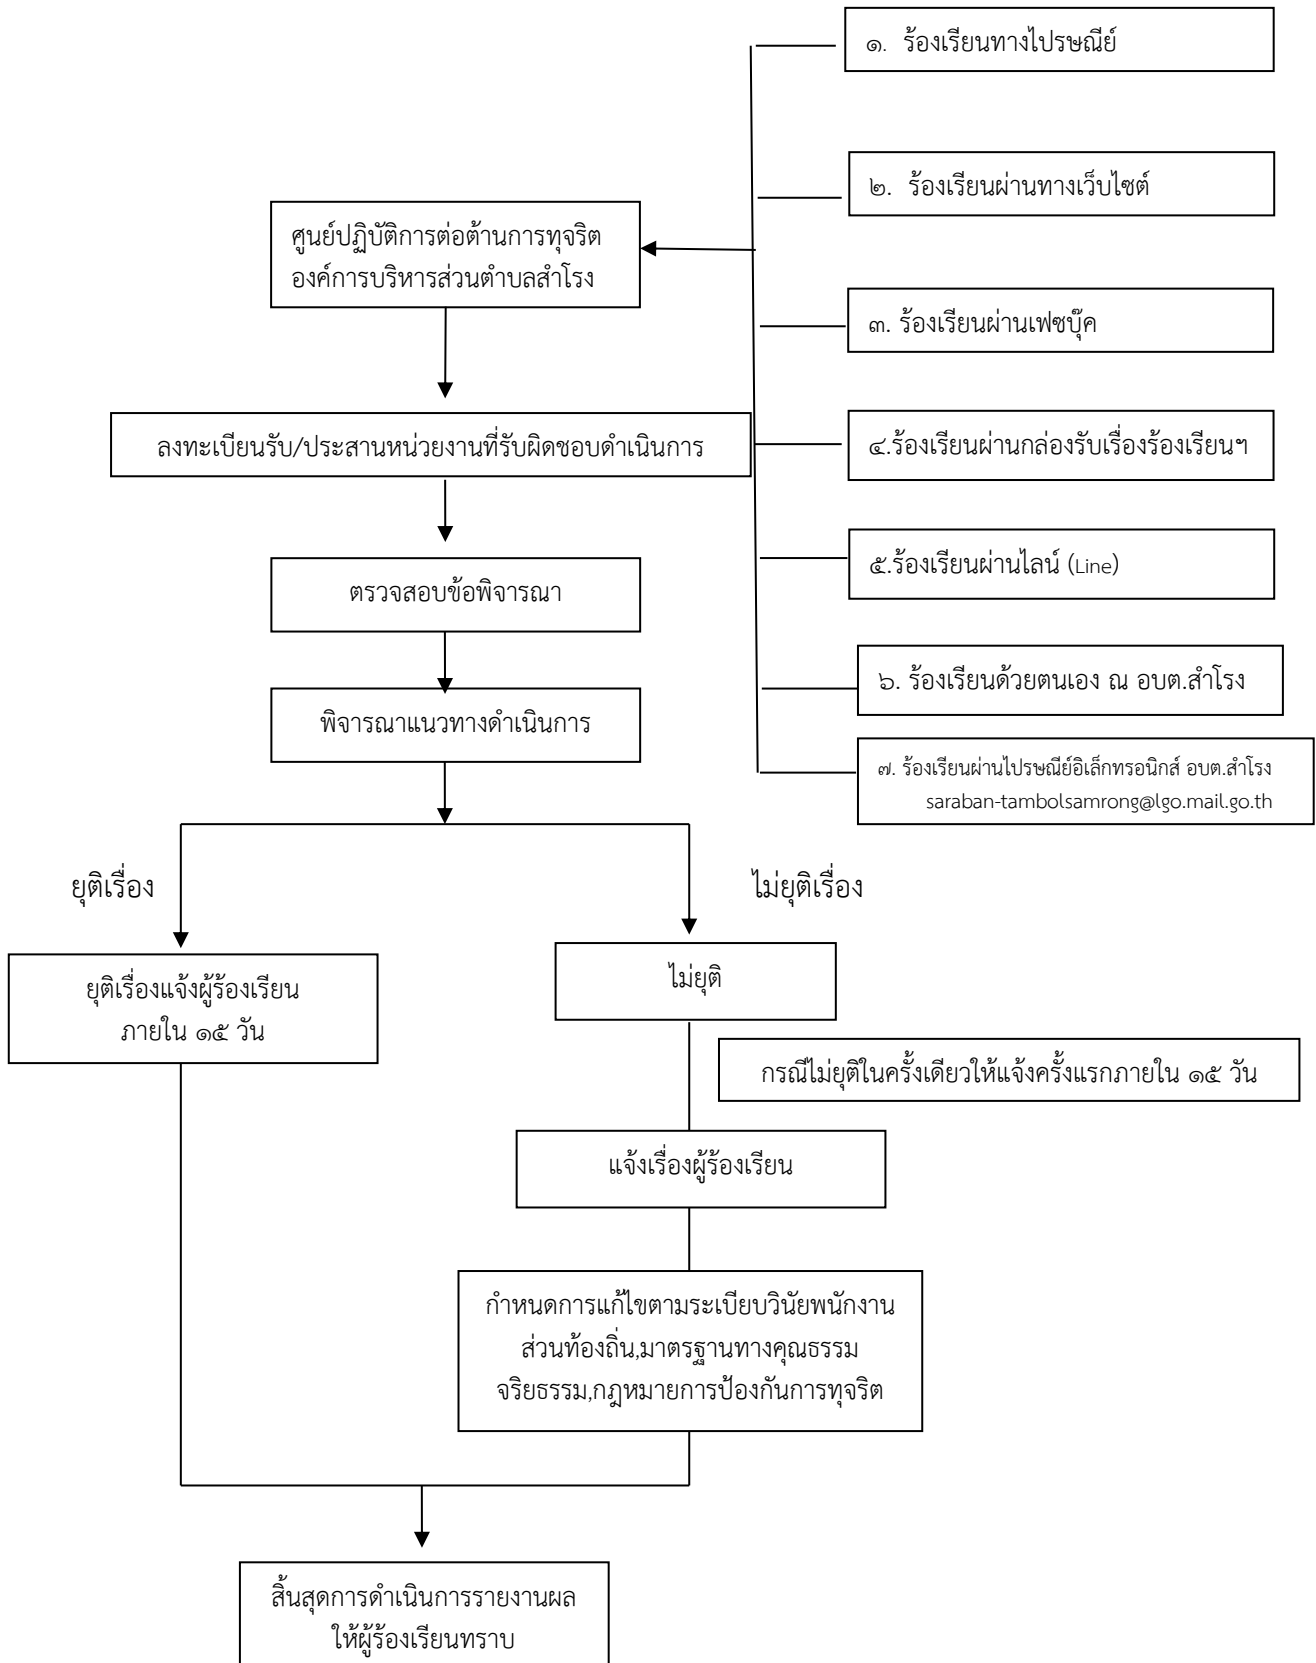 ๑.  ร้องเรียนทางไปรษณีย์
๒.  ร้องเรียนผ่านทางเว็บไซต์
ศูนย์ปฏิบัติการต่อต้านการทุจริต
องค์การบริหารส่วนตำบลสำโรง
๓. ร้องเรียนผ่านเฟซบุ๊ค
ลงทะเบียนรับ/ประสานหน่วยงานที่รับผิดชอบดำเนินการ
๔.ร้องเรียนผ่านกล่องรับเรื่องร้องเรียนฯ
๕.ร้องเรียนผ่านไลน์ (Line)
ตรวจสอบข้อพิจารณา
๖. ร้องเรียนด้วยตนเอง ณ อบต.สำโรง
พิจารณาแนวทางดำเนินการ
๗. ร้องเรียนผ่านไปรษณีย์อิเล็กทรอนิกส์ อบต.สำโรง
saraban-tambolsamrong@lgo.mail.go.th
ยุติเรื่อง
ไม่ยุติเรื่อง
ยุติเรื่องแจ้งผู้ร้องเรียน
ภายใน ๑๕ วัน
ไม่ยุติ
กรณีไม่ยุติในครั้งเดียวให้แจ้งครั้งแรกภายใน ๑๕ วัน
แจ้งเรื่องผู้ร้องเรียน
กำหนดการแก้ไขตามระเบียบวินัยพนักงาน
ส่วนท้องถิ่น,มาตรฐานทางคุณธรรม
จริยธรรม,กฎหมายการป้องกันการทุจริต
สิ้นสุดการดำเนินการรายงานผล
ให้ผู้ร้องเรียนทราบ